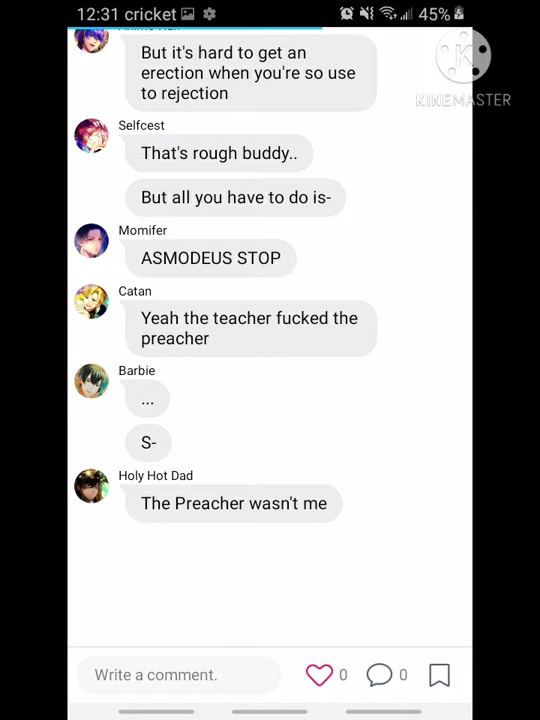 12:31 cricket
45%
KINEMASTER
But it's hard to get an
erection when you're so use
to rejection
Selfcest
That's rough buddy..
But all you have to do is-
Momifer
ASMODEUS STOP
Catan
Yeah the teacher fucked the
preacher
Barbie
...
S-
Holy Hot Dad
The Preacher wasn't me
Write a comment.
0
0